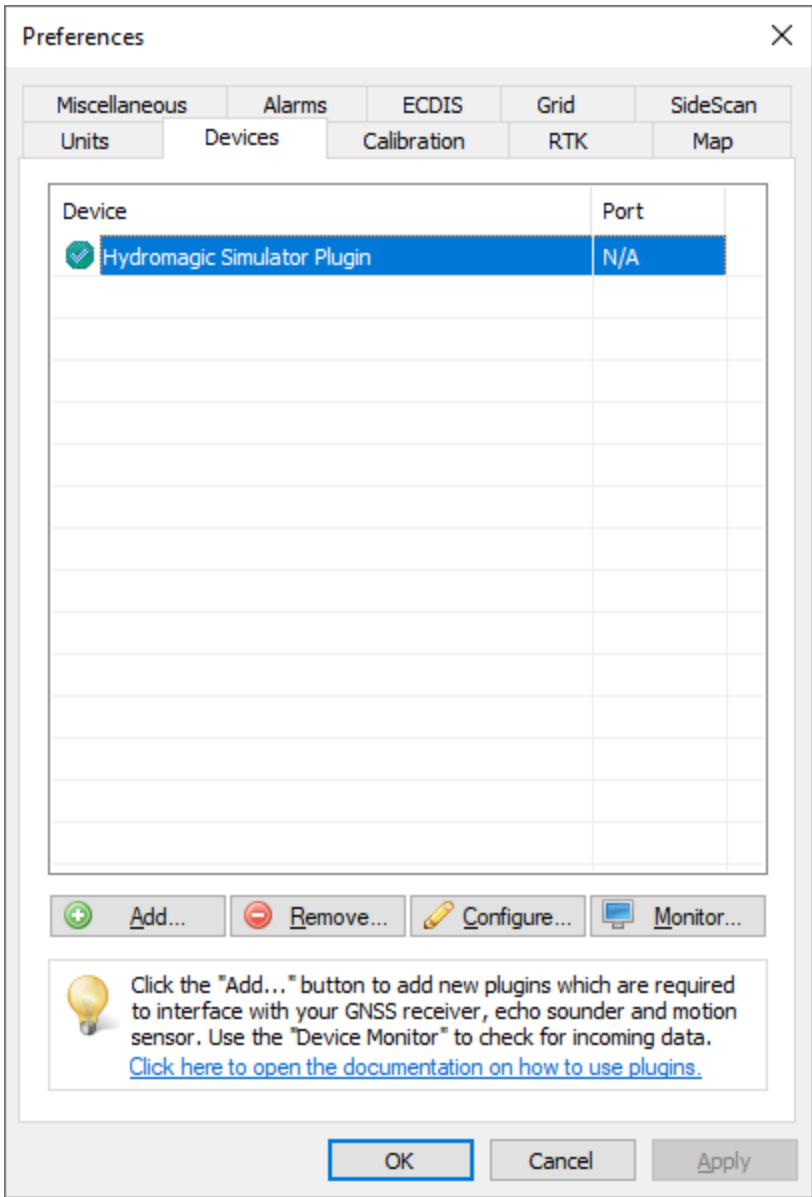 Preferences
Miscellaneous Alarms ECDIS Grid SideScan
Units Devices Calibration RTK Map
Device Port
Hydromagic Simulator Plugin N/A
Add... Remove... Configure... Monitor...
Click the "Add..." button to add new plugins which are required
to interface with your GNSS receiver, echo sounder and motion
sensor. Use the "Device Monitor" to check for incoming data.
Click here to open the documentation on how to use plugins.
OK Cancel Apply